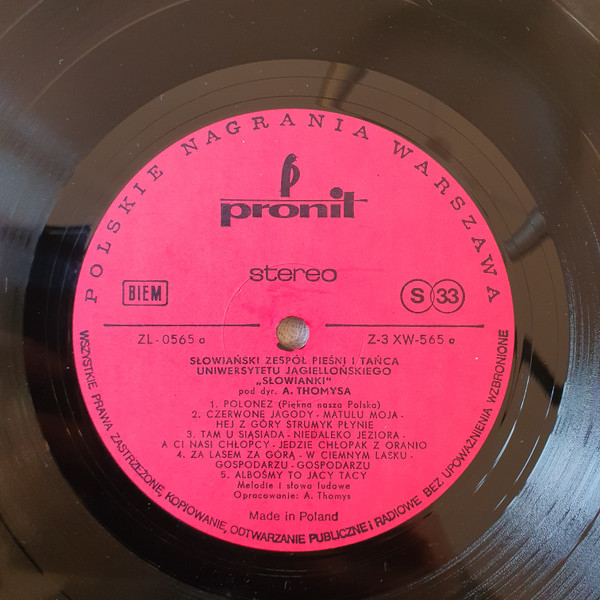 POLSKIE NAGRANIA WARSZAWA
pronit
stereo
BIEM
S 33
ZL-0565 a
Z-3 XW-565 a
SŁOWIAŃSKI ZESPÓŁ PIEŚNI I TAŃCA
UNIWERSYTETU JAGIELLOŃSKIEGO
„SŁOWIANKI"
pod dyr. A. THOMYSA
1. POLONEZ (Piękna nasza Polska)
2. CZERWONE JAGODY - MATULU MOJA -
HEJ Z GÓRY STRUMYK PŁYNIE
3. TAM U SIĄSIADA - NIEDALEKO JEZIORA -
A CI NASI CHŁOPCY - JEDZIE CHŁOPAK Z ORANIO
4. ZA LASEM ZA GÓRĄ - W CIEMNYM LASKU -
GOSPODARZU - GOSPODARZU
5. ALBOŚMY TO JACY TACY
Melodie i słowa ludowe
Opracowanie: A. Thomys
Made in Poland
WSZYSTKIE PRAWA ZASTRZEŻONE, KOPIOWANIE, ODTWARZANIE PUBLICZNE i RADIOWE BEZ UPOWAŻNIENIA WZBRONIONE